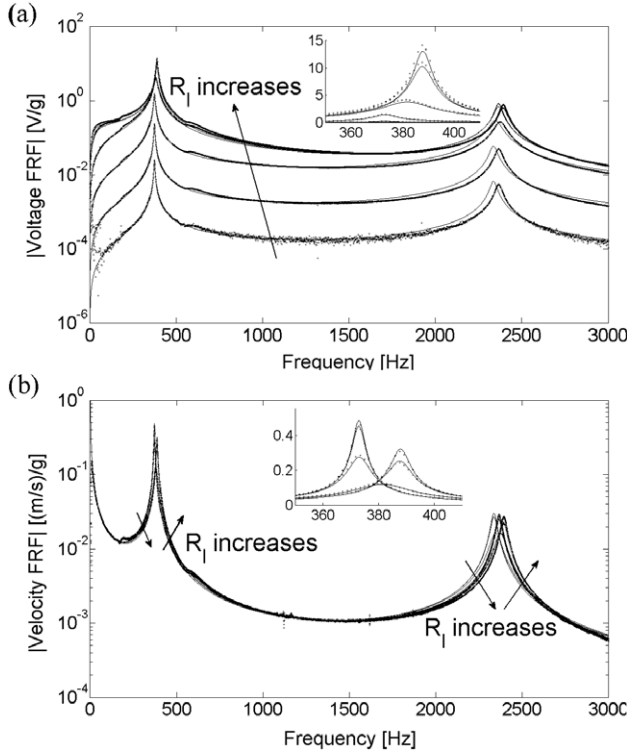 (a)
10^2
10^0
10^-2
10^-4
10^-6
|Voltage FRF| [V/g]
R_l increases
15
10
5
0
360 380 400
0 500 1000 1500 2000 2500 3000
Frequency [Hz]
(b)
10^0
10^-1
10^-2
10^-3
10^-4
|Velocity FRF| [(m/s)/g]
0.4
0.2
0
360 380 400
R_l increases
R_l increases
0 500 1000 1500 2000 2500 3000
Frequency [Hz]